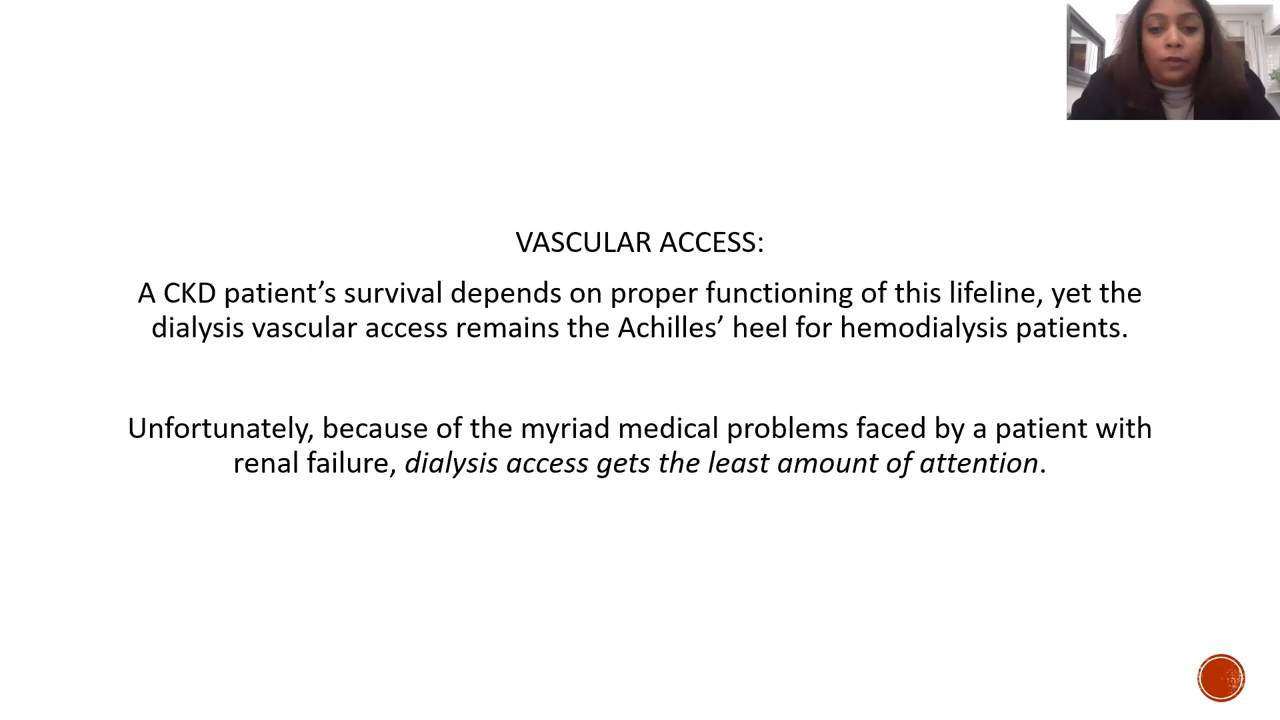 VASCULAR ACCESS:
A CKD patient’s survival depends on proper functioning of this lifeline, yet the
dialysis vascular access remains the Achilles’ heel for hemodialysis patients.
Unfortunately, because of the myriad medical problems faced by a patient with
renal failure, dialysis access gets the least amount of attention.